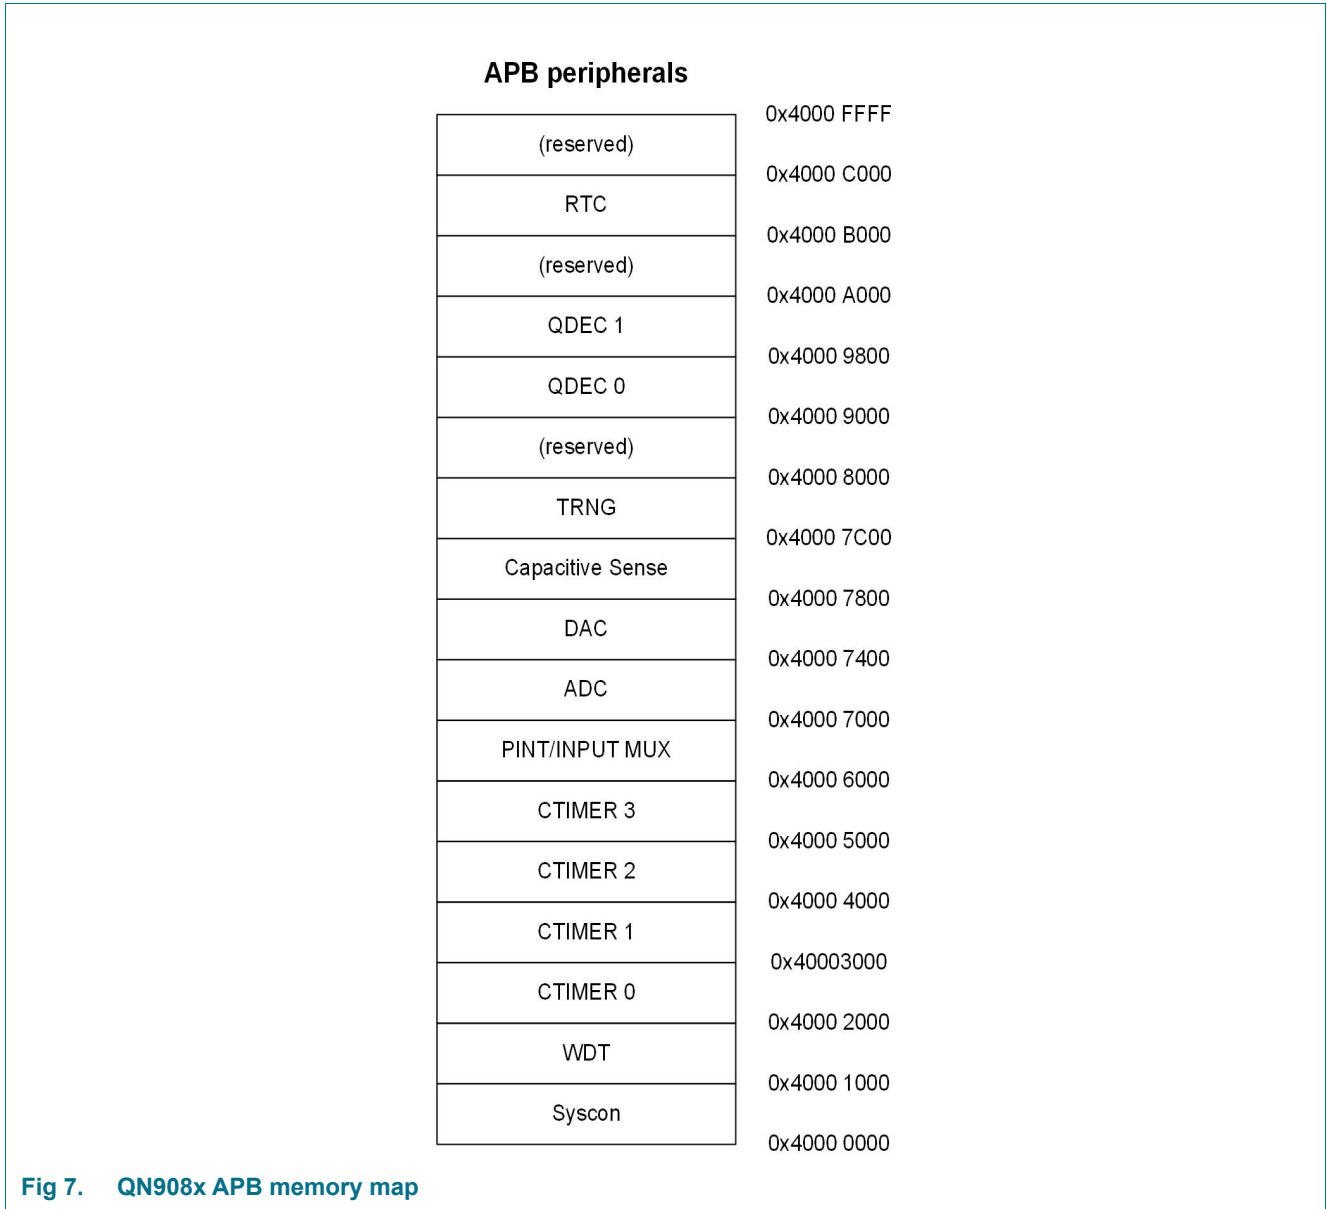 APB peripherals
0x4000 FFFF
(reserved)
0x4000 C000
RTC
0x4000 B000
(reserved)
0x4000 A000
QDEC 1
0x4000 9800
QDEC 0
0x4000 9000
(reserved)
0x4000 8000
TRNG
0x4000 7C00
Capacitive Sense
0x4000 7800
DAC
0x4000 7400
ADC
0x4000 7000
PINT/INPUT MUX
0x4000 6000
CTIMER 3
0x4000 5000
CTIMER 2
0x4000 4000
CTIMER 1
0x40003000
CTIMER 0
0x4000 2000
WDT
0x4000 1000
Syscon
0x4000 0000
Fig 7. QN908x APB memory map